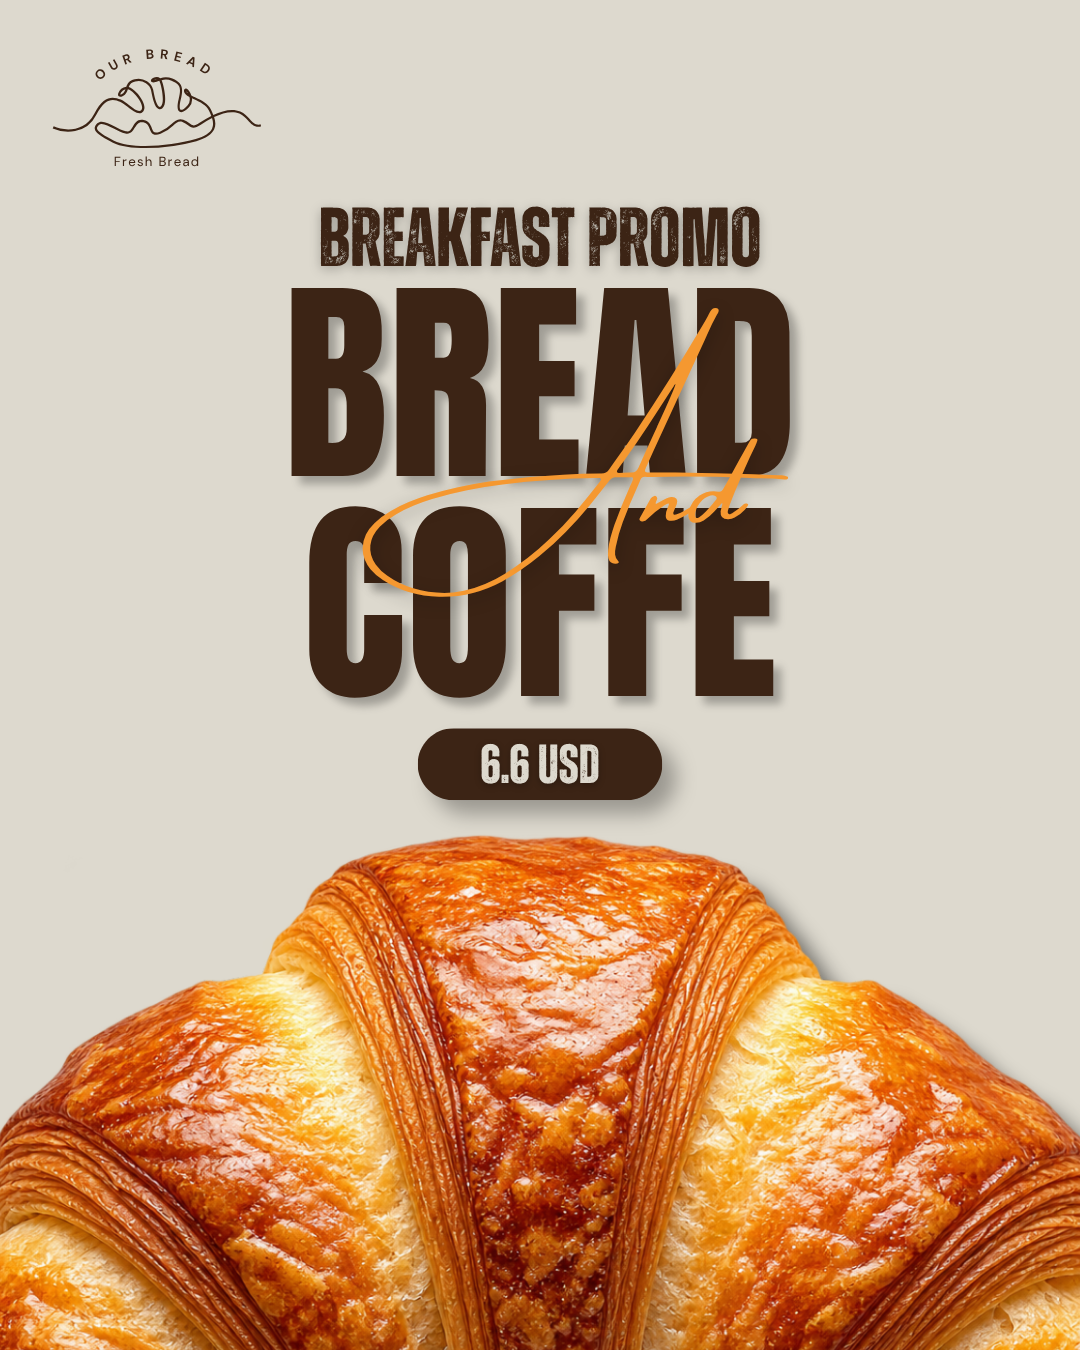 OUR BREAD
Fresh Bread
BREAKFAST PROMO
BREAD
And
COFFE
6.6 USD